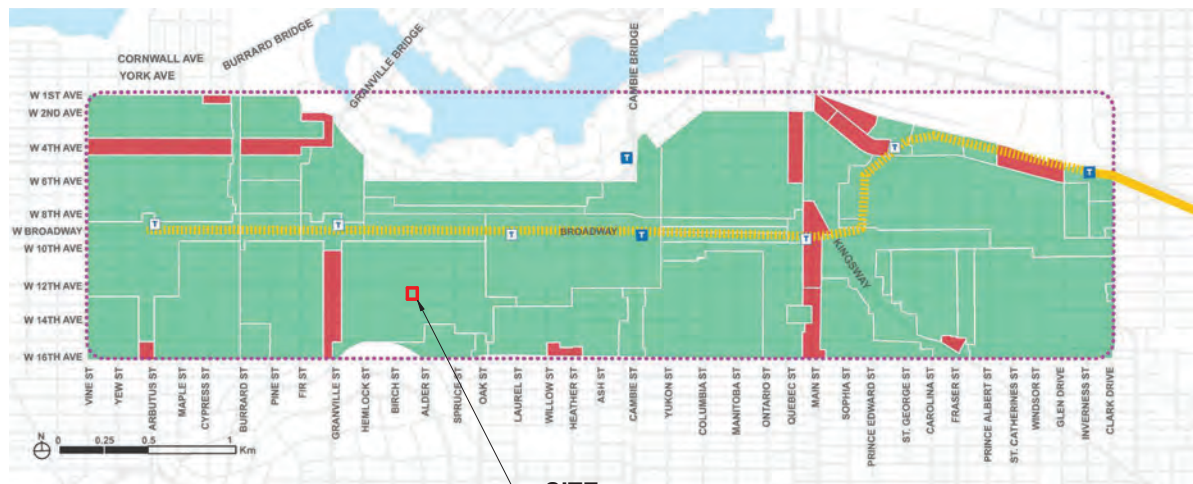 CORNWALL AVE
YORK AVE
BURRARD BRIDGE
GRANVILLE BRIDGE
CAMBIE BRIDGE
W 1ST AVE
W 2ND AVE
W 4TH AVE
W 6TH AVE
W 8TH AVE
W BROADWAY
W 10TH AVE
W 12TH AVE
W 14TH AVE
W 16TH AVE
T
T
T
T
T
T
T
T
BROADWAY
KINGSWAY
VINE ST
YEW ST
ARBUTUS ST
MAPLE ST
CYPRESS ST
BURRARD ST
PINE ST
FIR ST
GRANVILLE ST
HEMLOCK ST
BIRCH ST
ALDER ST
SPRUCE ST
OAK ST
LAUREL ST
WILLOW ST
HEATHER ST
ASH ST
CAMBIE ST
YUKON ST
COLUMBIA ST
MANITOBA ST
ONTARIO ST
QUEBEC ST
MAIN ST
SOPHIA ST
PRINCE EDWARD ST
ST. GEORGE ST
CAROLINA ST
FRASER ST
PRINCE ALBERT ST
ST. CATHERINES ST
WINDSOR ST
GLEN DRIVE
INVERNESS ST
CLARK DRIVE
N
0 0.25 0.5 1
Km
SITE